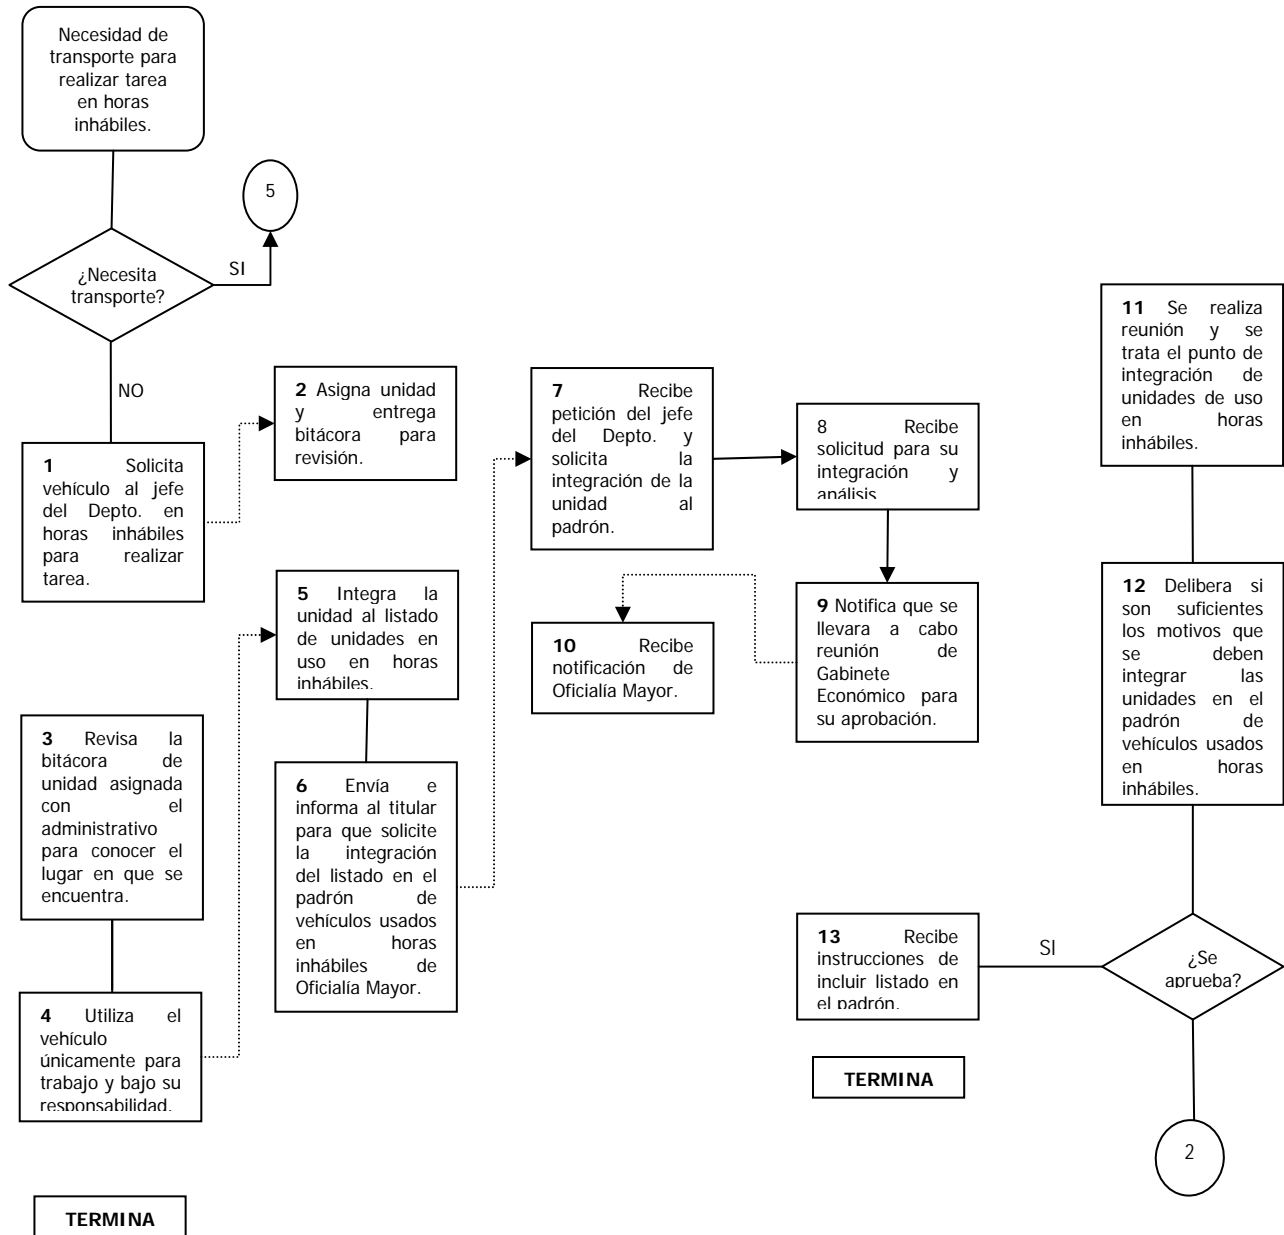 Necesidad de
transporte para
realizar tarea
en horas
inhábiles.
5
¿Necesita
transporte?
SI
NO
1 Solicita
vehículo al jefe
del Depto. en
horas inhábiles
para realizar
tarea.
2 Asigna unidad
y entrega
bitácora para
revisión.
3 Revisa la
bitácora de
unidad asignada
con el
administrativo
para conocer el
lugar en que se
encuentra.
4 Utiliza el
vehículo
únicamente para
trabajo y bajo su
responsabilidad.
TERMINA
5 Integra la
unidad al listado
de unidades en
uso en horas
inhábiles.
6 Envía e
informa al titular
para que solicite
la integración
del listado en el
padrón de
vehículos usados
en horas
inhábiles de
Oficialía Mayor.
7 Recibe
petición del jefe
del Depto. y
solicita la
integración de la
unidad al
padrón.
8 Recibe
solicitud para su
integración y
análisis
9 Notifica que se
llevara a cabo
reunión de
Gabinete
Económico para
su aprobación.
10 Recibe
notificación de
Oficialía Mayor.
11 Se realiza
reunión y se
trata el punto de
integración de
unidades de uso
en horas
inhábiles.
12 Delibera si
son suficientes
los motivos que
se deben
integrar las
unidades en el
padrón de
vehículos usados
en horas
inhábiles.
¿Se
aprueba?
SI
13 Recibe
instrucciones de
incluir listado en
el padrón.
TERMINA
2